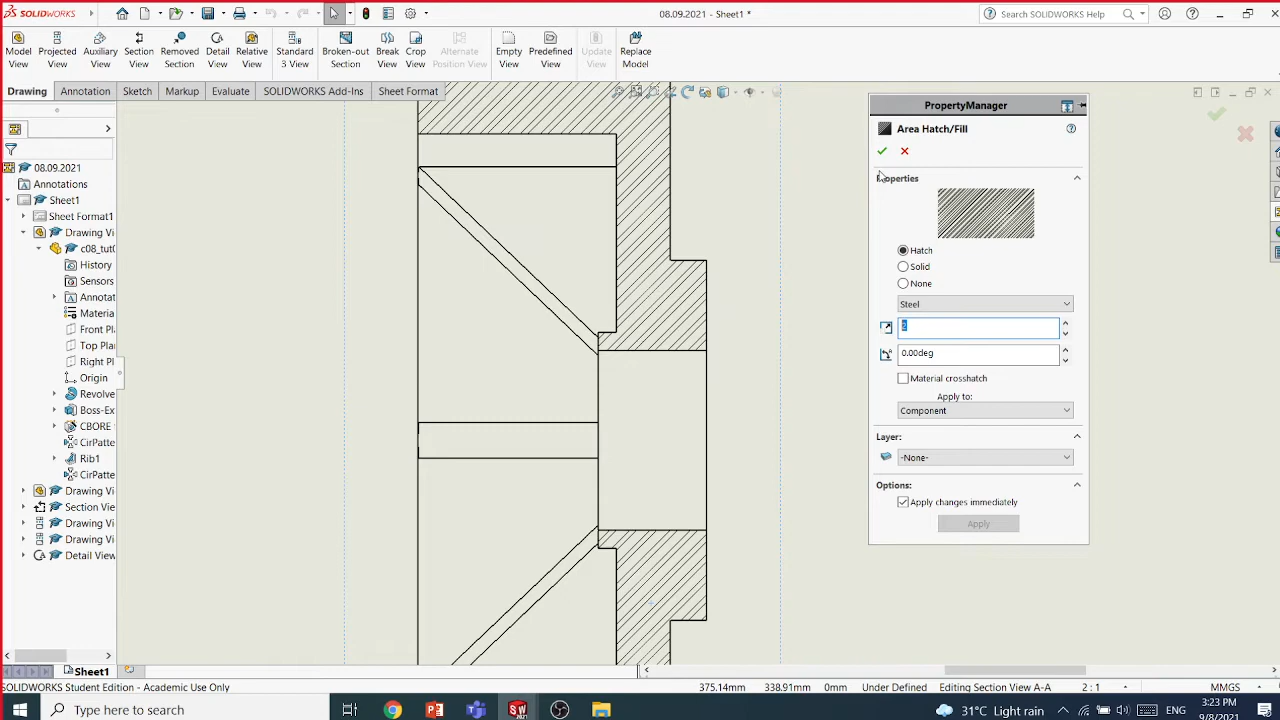 SOLIDWORKS
08.09.2021 - Sheet1 *
Search SOLIDWORKS Help
Model View
Projected View
Auxiliary View
Section View
Removed Section
Detail View
Relative View
Standard 3 View
Broken-out Section
Break View
Crop View
Alternate Position View
Empty View
Predefined View
Update View
Replace Model
Drawing
Annotation
Sketch
Markup
Evaluate
SOLIDWORKS Add-Ins
Sheet Format
08.09.2021
Annotations
Sheet1
Sheet Format1
Drawing Vi
c08_tut0
History
Sensors
Annotat
Materia
Front Pl
Top Pla
Right Pl
Origin
Revolve
Boss-Ex
CBORE
CirPatte
Rib1
CirPatte
Drawing Vi
Section View
Drawing Vi
Drawing Vi
Detail View
PropertyManager
Area Hatch/Fill
Properties
Hatch
Solid
None
Steel
2
0.00deg
Material crosshatch
Apply to:
Component
Layer:
-None-
Options:
Apply changes immediately
Apply
Sheet1
SOLIDWORKS Student Edition - Academic Use Only
375.14mm 338.91mm 0mm Under Defined Editing Section View A-A 2 : 1 MMGS
Type here to search
31°C Light rain
ENG
3:23 PM
9/8/2021